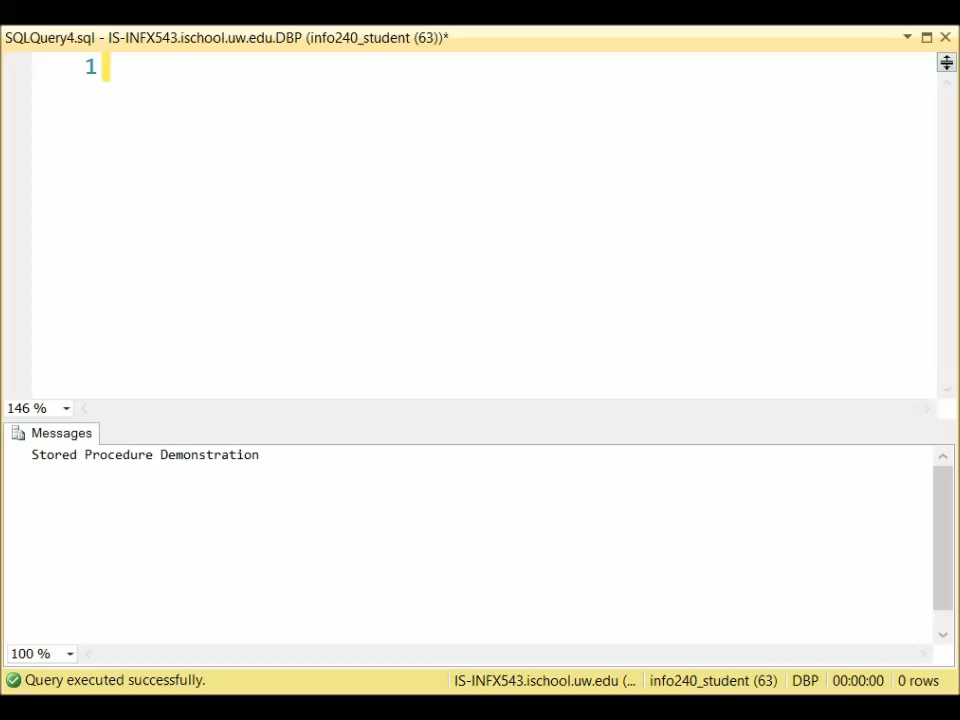 SQLQuery4.sql - IS-INFX543.ischool.uw.edu.DBP (info240_student (63))*
1
146 %
Messages
Stored Procedure Demonstration
100 %
Query executed successfully. IS-INFX543.ischool.uw.edu (... info240_student (63) DBP 00:00:00 0 rows